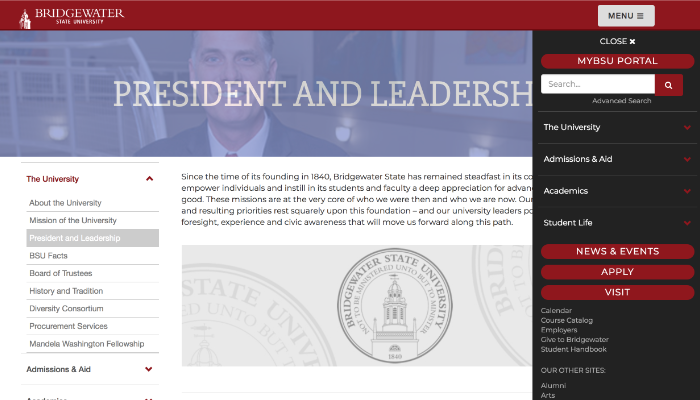 BRIDGEWATER
STATE UNIVERSITY
MENU
PRESIDENT AND LEADERSH
CLOSE
MYBSU PORTAL
Search...
Advanced Search
The University
Admissions & Aid
Academics
Student Life
NEWS & EVENTS
APPLY
VISIT
Calendar
Course Catalog
Employers
Give to Bridgewater
Student Handbook
OUR OTHER SITES:
Alumni
Arts
The University
About the University
Mission of the University
President and Leadership
BSU Facts
Board of Trustees
History and Tradition
Diversity Consortium
Procurement Services
Mandela Washington Fellowship
Admissions & Aid
Since the time of its founding in 1840, Bridgewater State has remained steadfast in its co
empower individuals and instill in its students and faculty a deep appreciation for advan
good. These missions are at the very core of who we were then and who we are now. Our
and resulting priorities rest squarely upon this foundation – and our university leaders po
foresight, experience and civic awareness that will move us forward along this path.
BRIDGEWATER STATE UNIVERSITY
NOT TO BE MINISTERED UNTO BUT TO MINISTER
1840